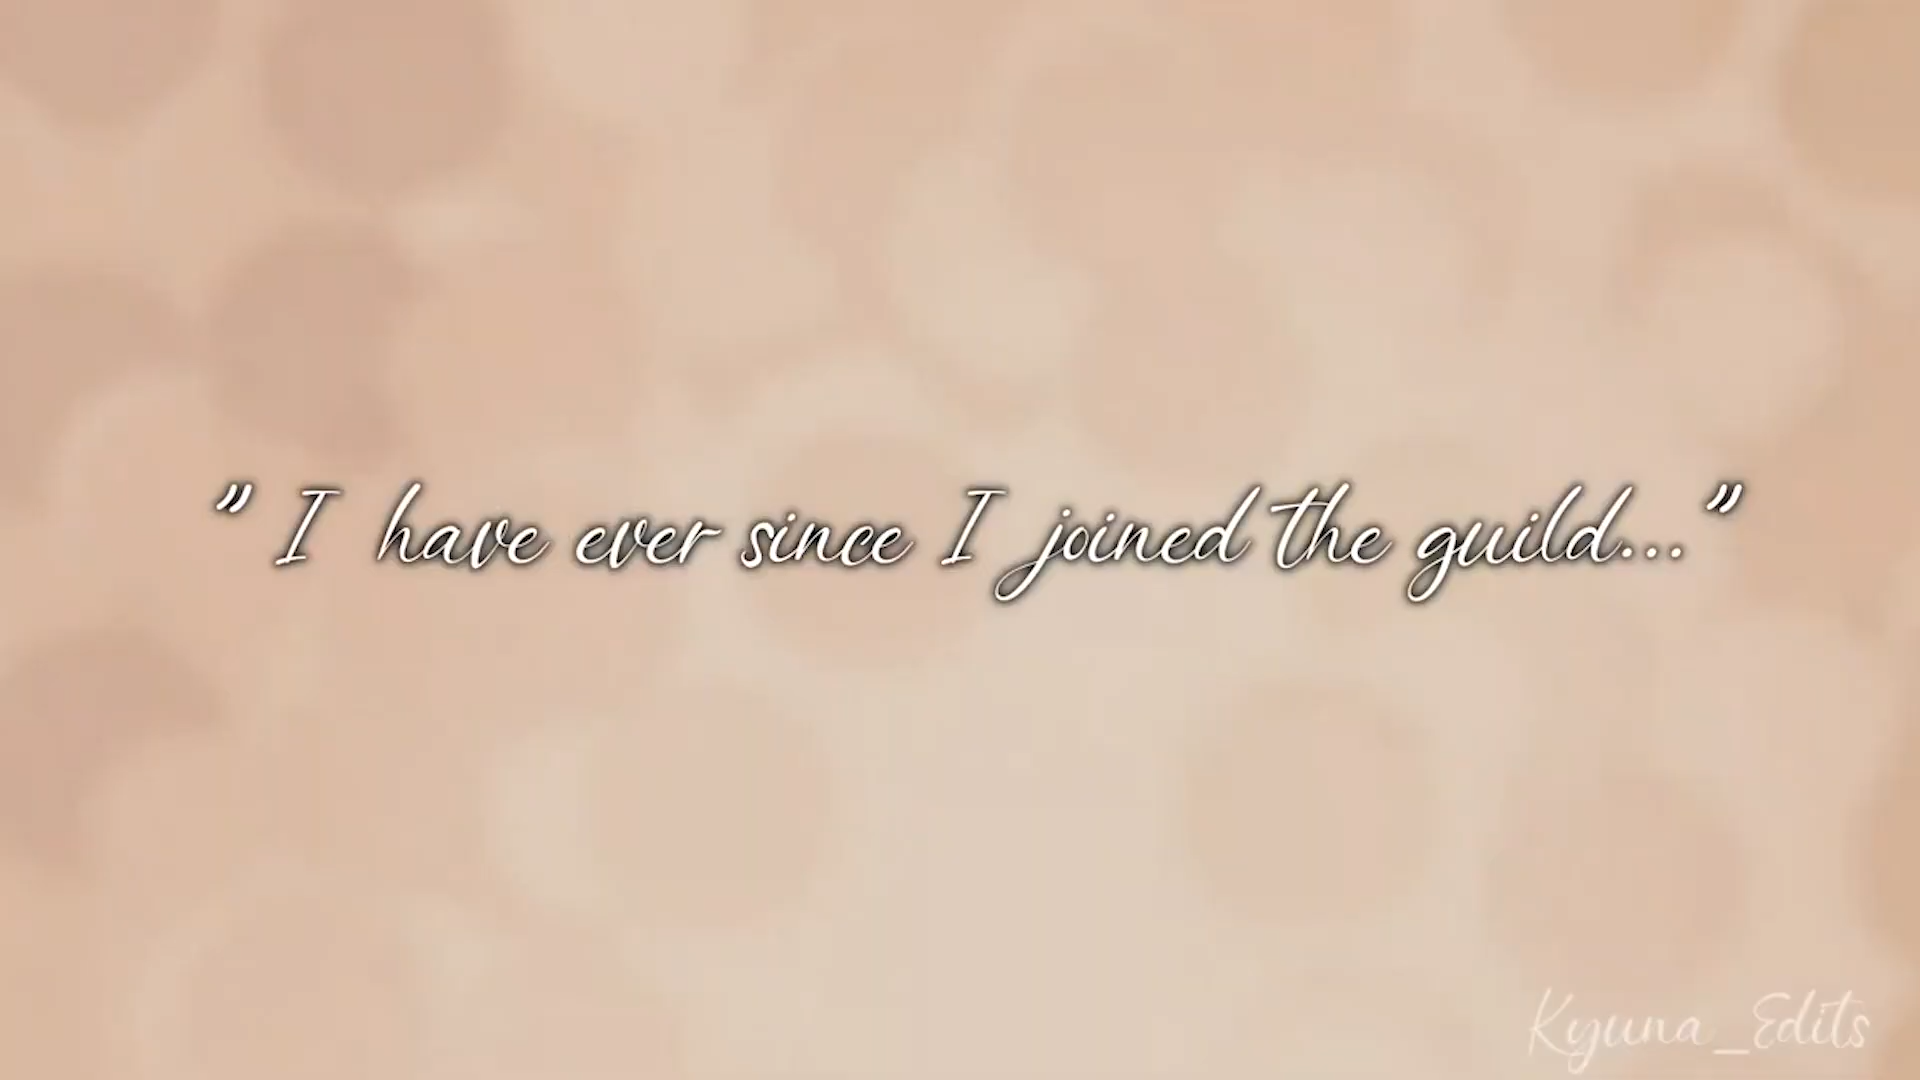 " I have ever since I joined the guild... "
Kyuna_Edits